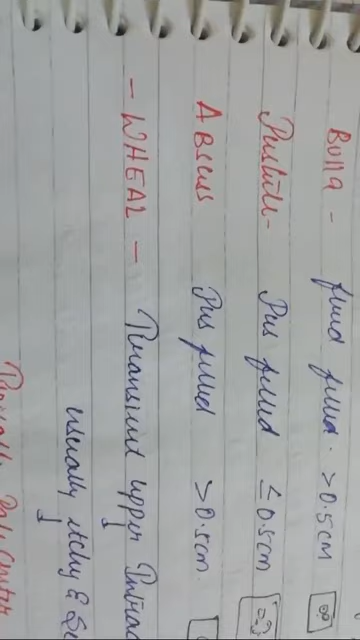 Bulla - fluid filled. >0.5cm
Pustule- Pus filled ≤0.5cm
Abscess Pus filled >0.5cm.
- WHEAL - Transient upper
usually itchy &